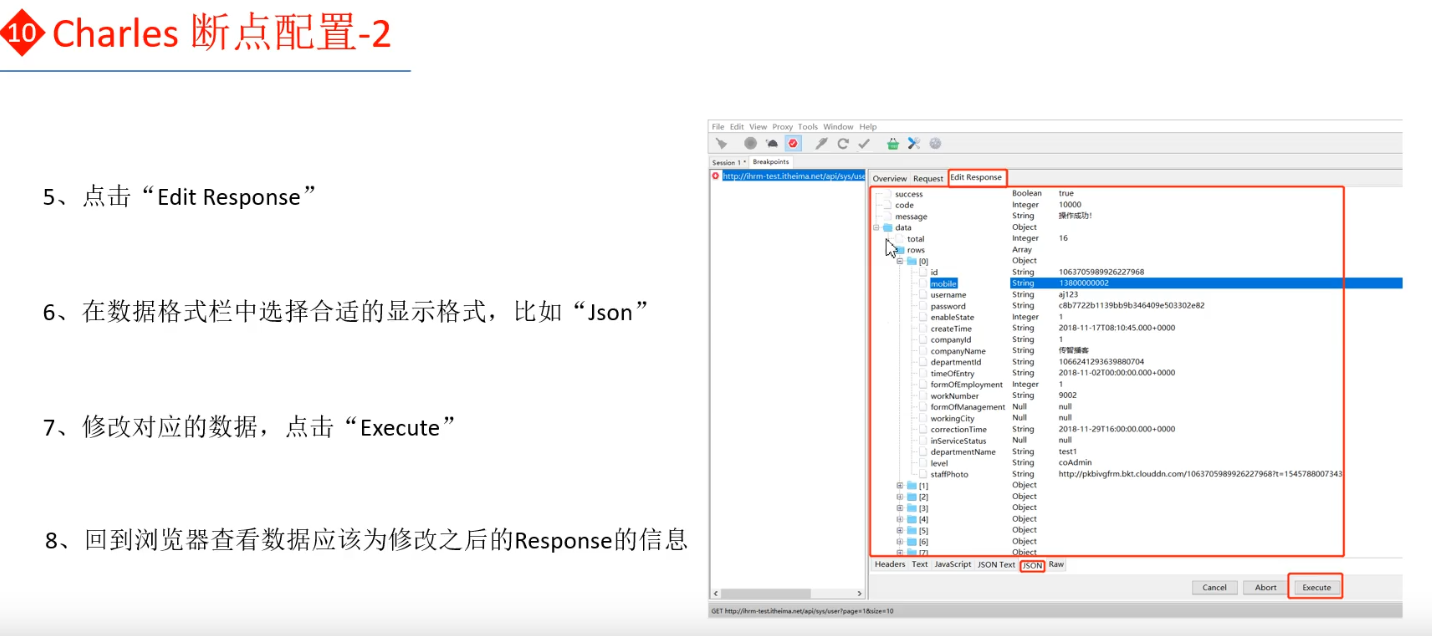 10 Charles 断点配置-2
5、点击“Edit Response”
6、在数据格式栏中选择合适的显示格式，比如“Json”
7、修改对应的数据，点击“Execute”
8、回到浏览器查看数据应该为修改之后的Response的信息
File Edit View Proxy Tools Window Help
Session 1 * Breakpoints
http://ihrm-test.itheima.net/api/sys/use
Overview Request Edit Response
success Boolean true
code Integer 10000
message String 操作成功!
data Object
total Integer 16
rows Array
[0] Object
id String 1063705989926227968
mobile String 13800000002
username String aj123
password String c8b7722b1139bb9b346409e503302e82
enableState Integer 1
createTime String 2018-11-17T08:10:45.000+0000
companyId String 1
companyName String 传智播客
departmentId String 1066241293639880704
timeOfEntry String 2018-11-02T00:00:00.000+0000
formOfEmployment Integer 1
workNumber String 9002
formOfManagement Null null
workingCity Null null
correctionTime String 2018-11-29T16:00:00.000+0000
inServiceStatus Null null
departmentName String test1
level String coAdmin
staffPhoto String http://pkbivgfrm.bkt.clouddn.com/1063705989926227968?t=1545788007343
[1] Object
[2] Object
[3] Object
[4] Object
[5] Object
[6] Object
[7] Object
Headers Text JavaScript JSON Text JSON Raw
Cancel Abort Execute
GET http://ihrm-test.itheima.net/api/sys/user?page=1&size=10